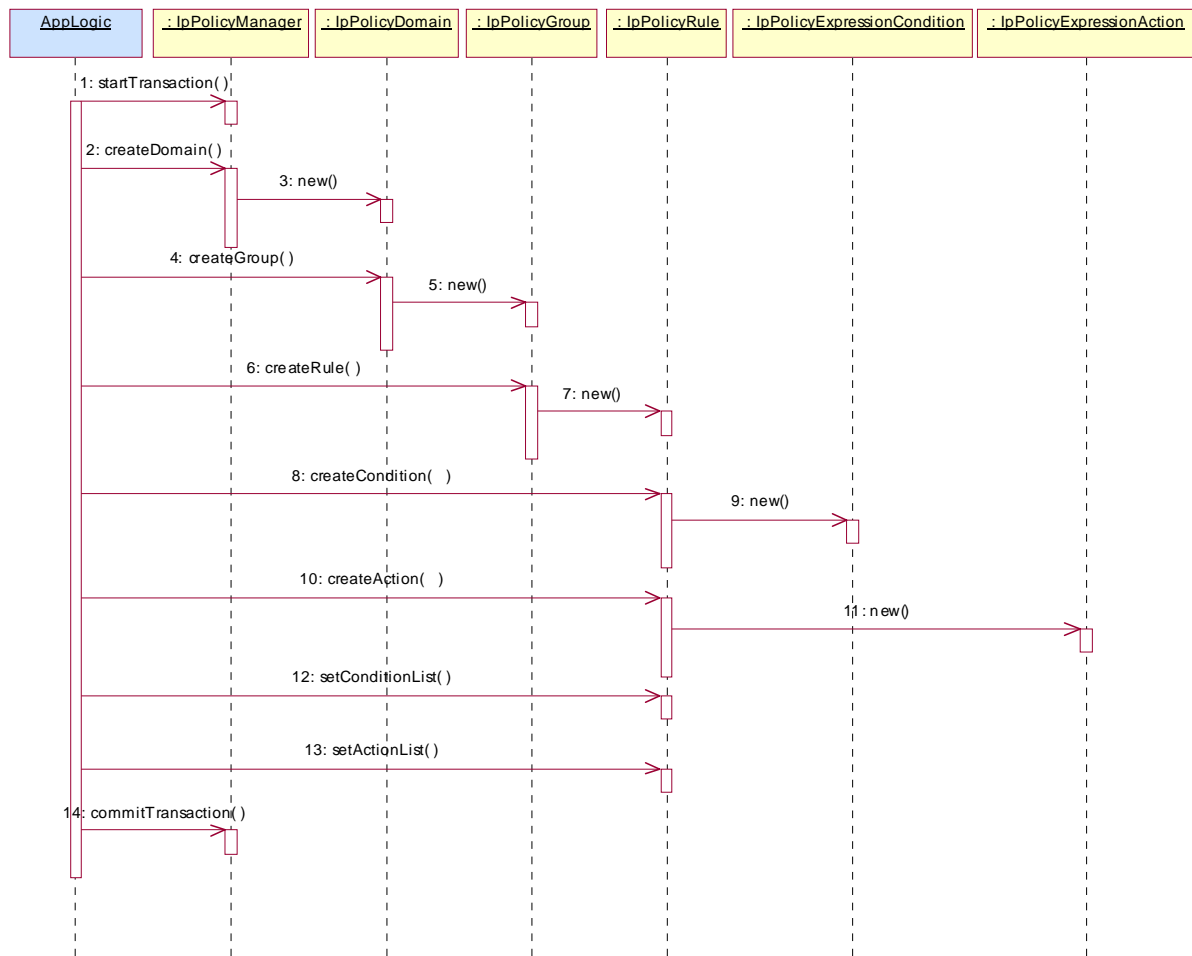 AppLogic
: IpPolicyManager
: IpPolicyDomain
: IpPolicyGroup
: IpPolicyRule
: IpPolicyExpressionCondition
: IpPolicyExpressionAction
1: startTransaction( )
2: createDomain( )
3: new()
4: createGroup( )
5: new()
6: createRule( )
7: new()
8: createCondition(   )
9: new()
10: createAction(   )
11: new()
12: setConditionList( )
13: setActionList( )
14: commitTransaction( )